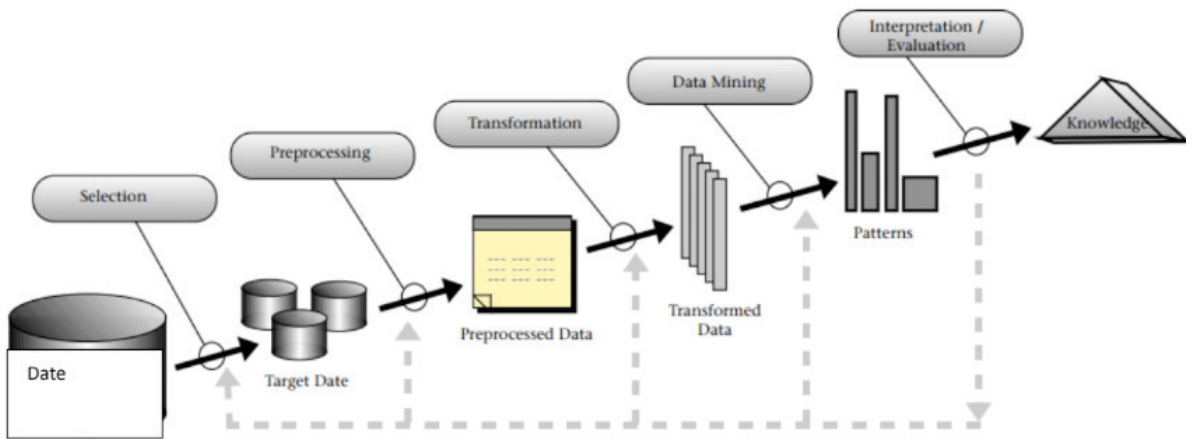 Interpretation /
Evaluation
Data Mining
Transformation
Preprocessing
Selection
Knowledge
Patterns
Transformed
Data
Preprocessed Data
Target Date
Date